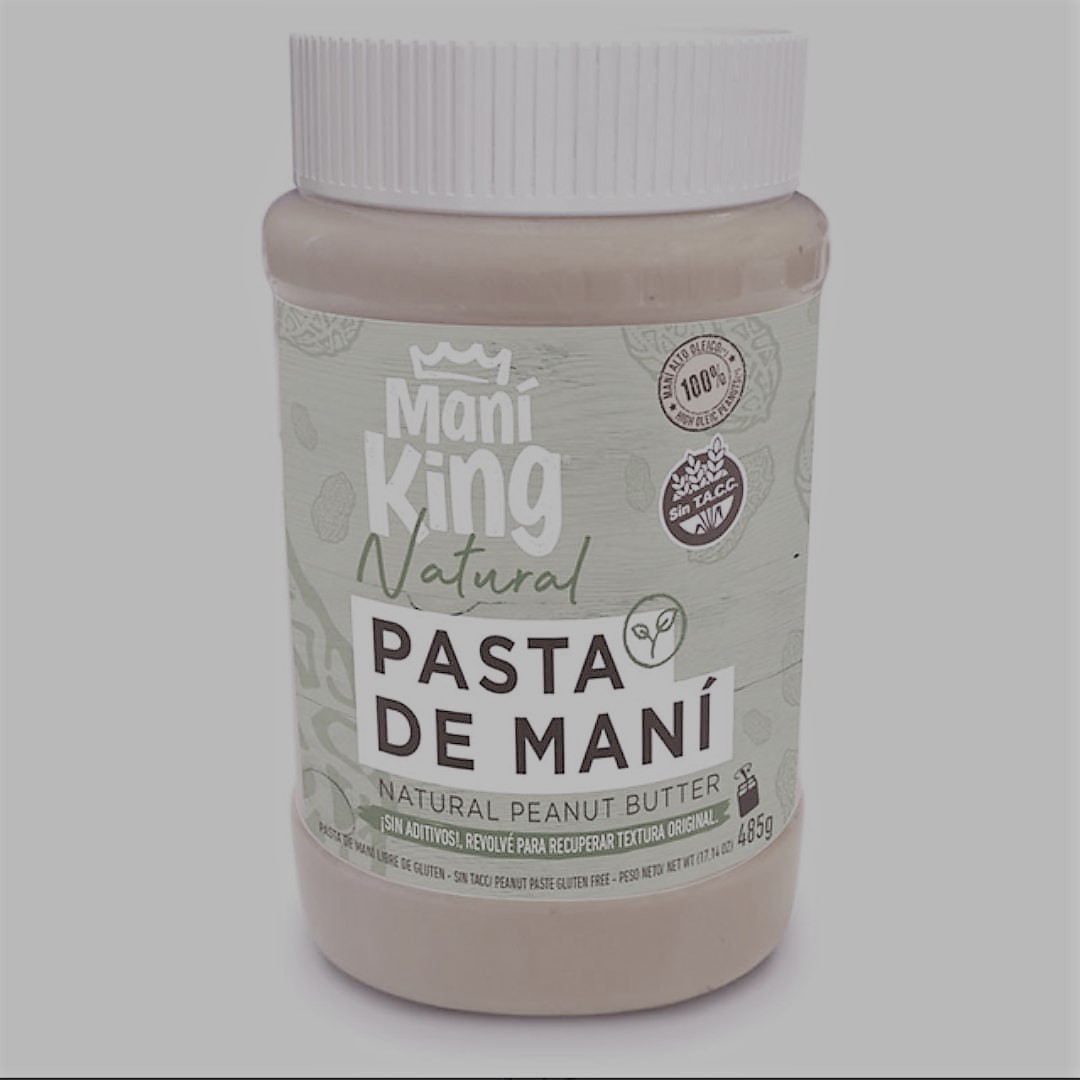 Maní
King
Natural
MANÍ ALTO OLEICO
100%
HIGH OLEIC PEANUTS
Sin T.A.C.C.
PASTA
DE MANÍ
NATURAL PEANUT BUTTER
¡SIN ADITIVOS!, REVOLVÉ PARA RECUPERAR TEXTURA ORIGINAL.
PASTA DE MANÍ LIBRE DE GLUTEN - SIN TACC/ PEANUT PASTE GLUTEN FREE - PESO NETO/ NET WT (17.14 OZ) 485g